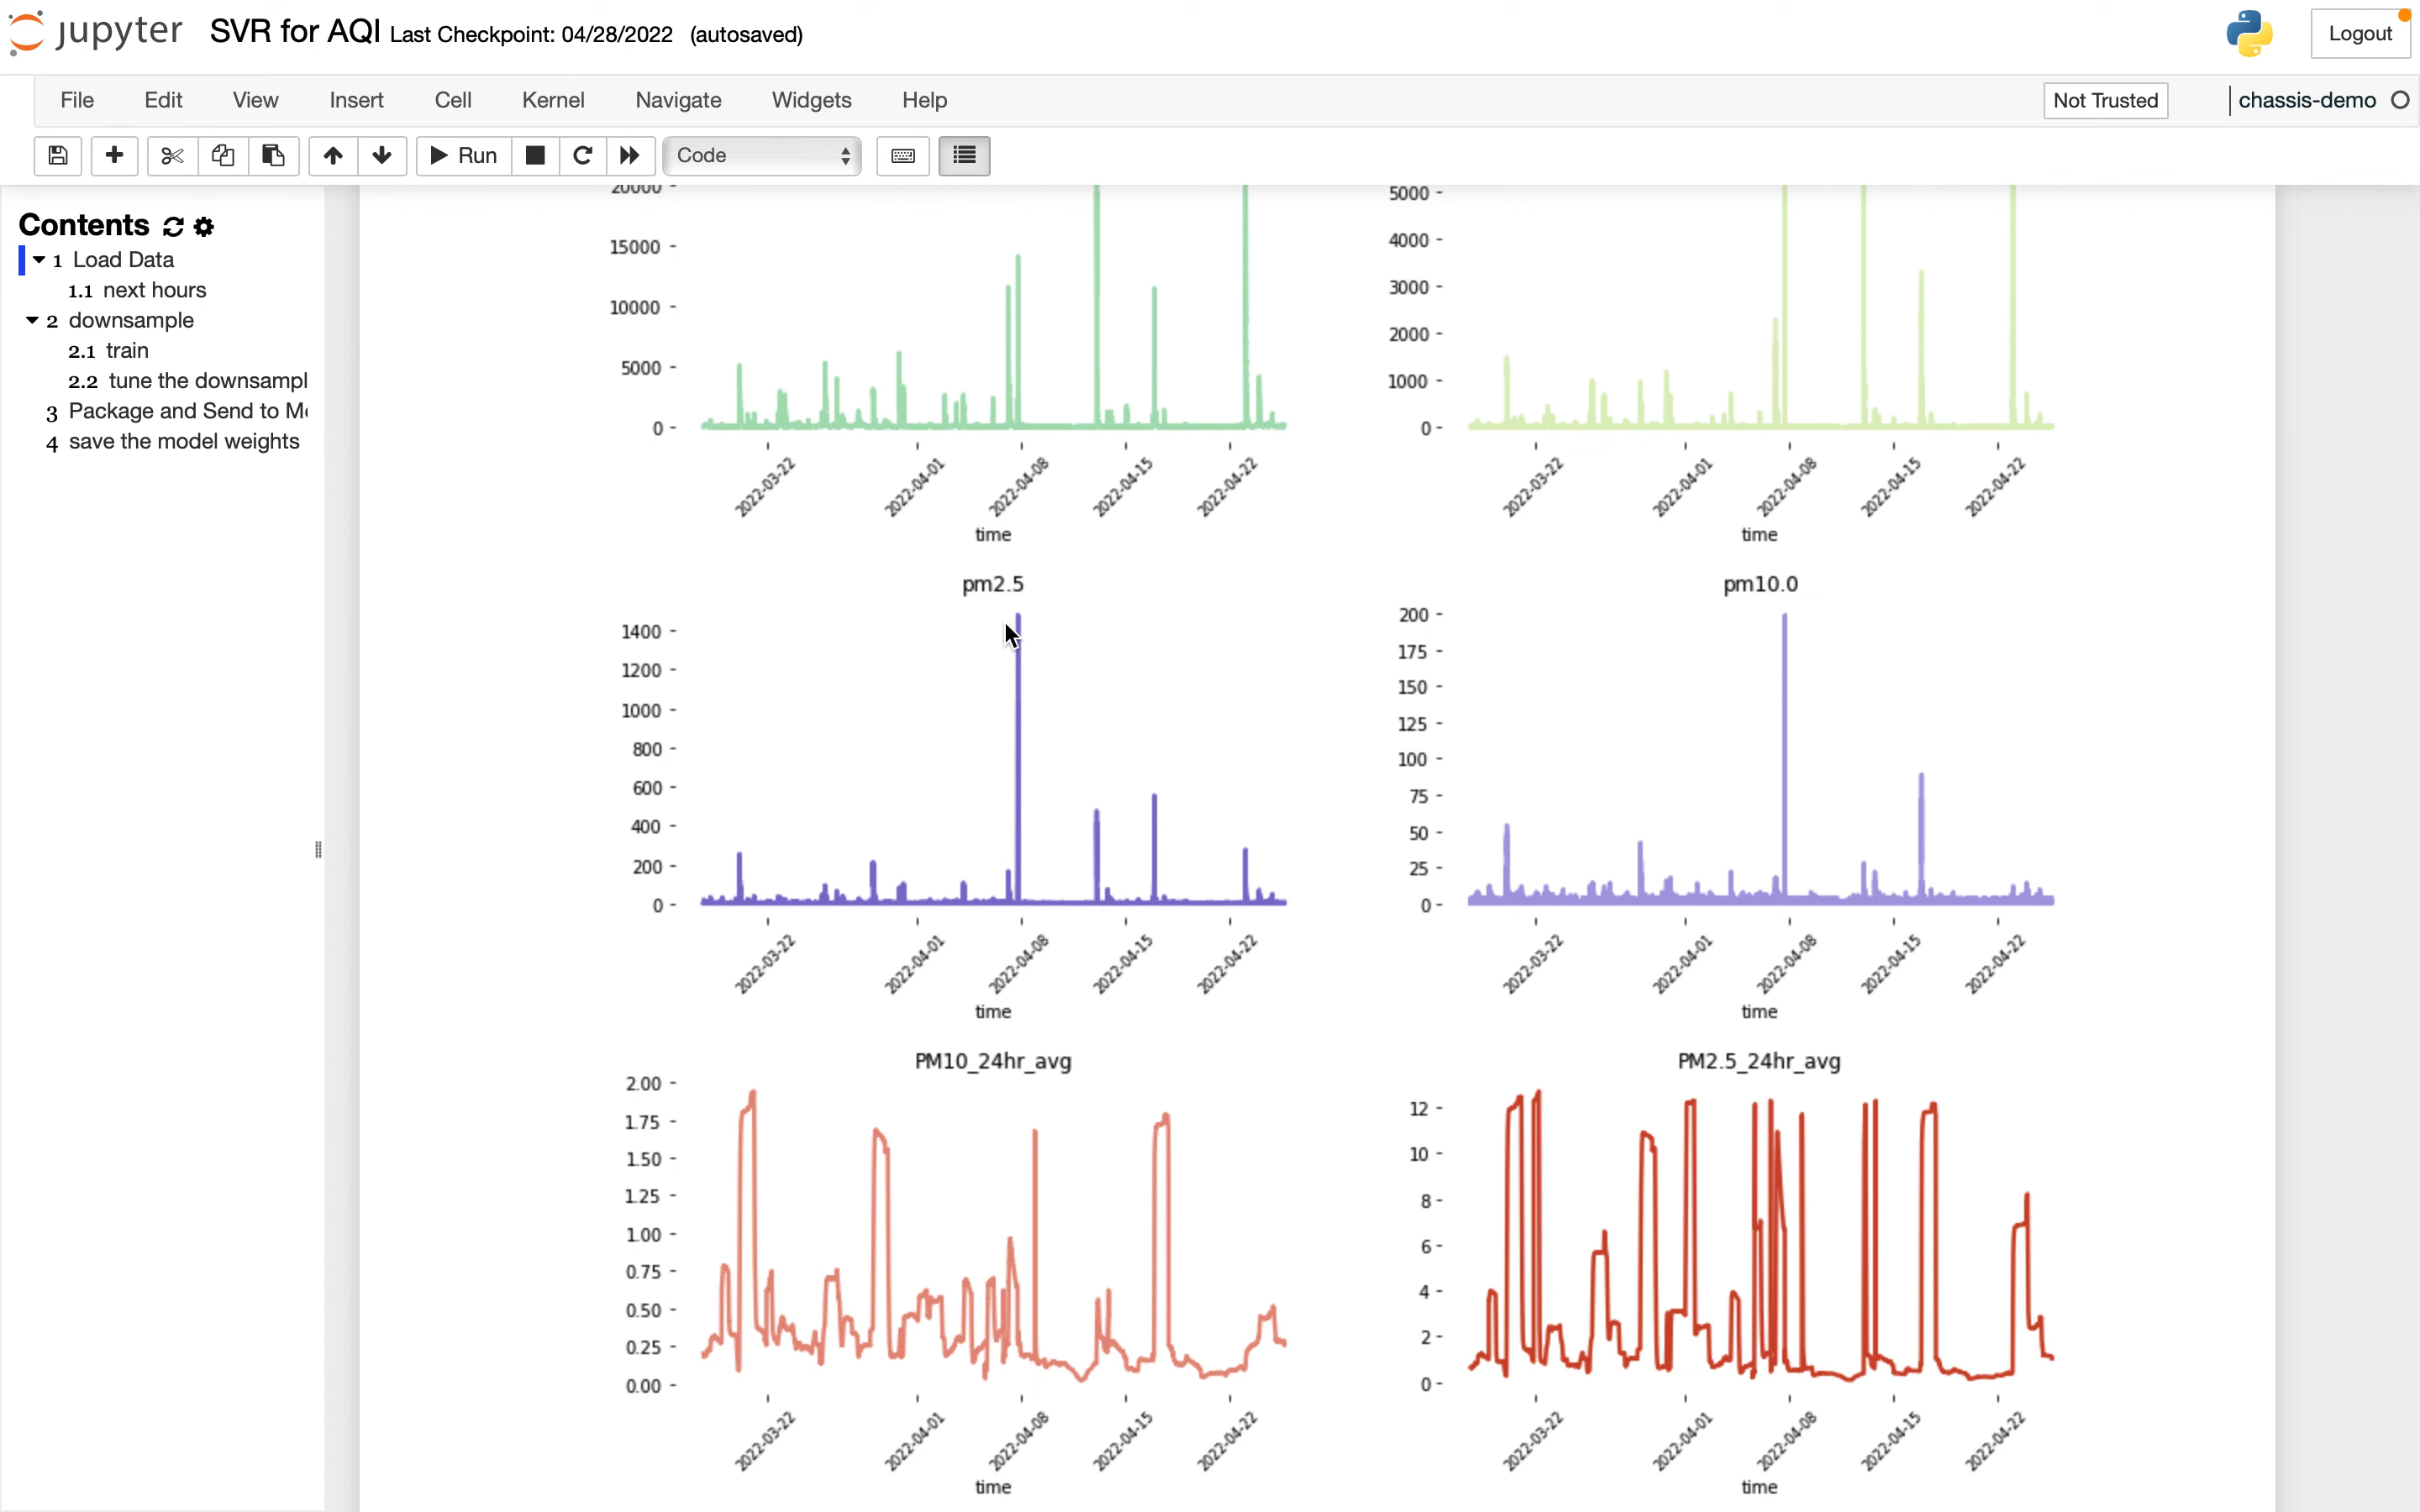 jupyter SVR for AQI Last Checkpoint: 04/28/2022 (autosaved) Logout
File Edit View Insert Cell Kernel Navigate Widgets Help Not Trusted chassis-demo
Run Code
Contents
1 Load Data
1.1 next hours
2 downsample
2.1 train
2.2 tune the downsampl
3 Package and Send to M
4 save the model weights
20000
15000
10000
5000
0
2022-03-22 2022-04-01 2022-04-08 2022-04-15 2022-04-22
time
5000
4000
3000
2000
1000
0
2022-03-22 2022-04-01 2022-04-08 2022-04-15 2022-04-22
time
pm2.5
1400
1200
1000
800
600
400
200
0
2022-03-22 2022-04-01 2022-04-08 2022-04-15 2022-04-22
time
pm10.0
200
175
150
125
100
75
50
25
0
2022-03-22 2022-04-01 2022-04-08 2022-04-15 2022-04-22
time
PM10_24hr_avg
2.00
1.75
1.50
1.25
1.00
0.75
0.50
0.25
0.00
2022-03-22 2022-04-01 2022-04-08 2022-04-15 2022-04-22
time
PM2.5_24hr_avg
12
10
8
6
4
2
0
2022-03-22 2022-04-01 2022-04-08 2022-04-15 2022-04-22
time